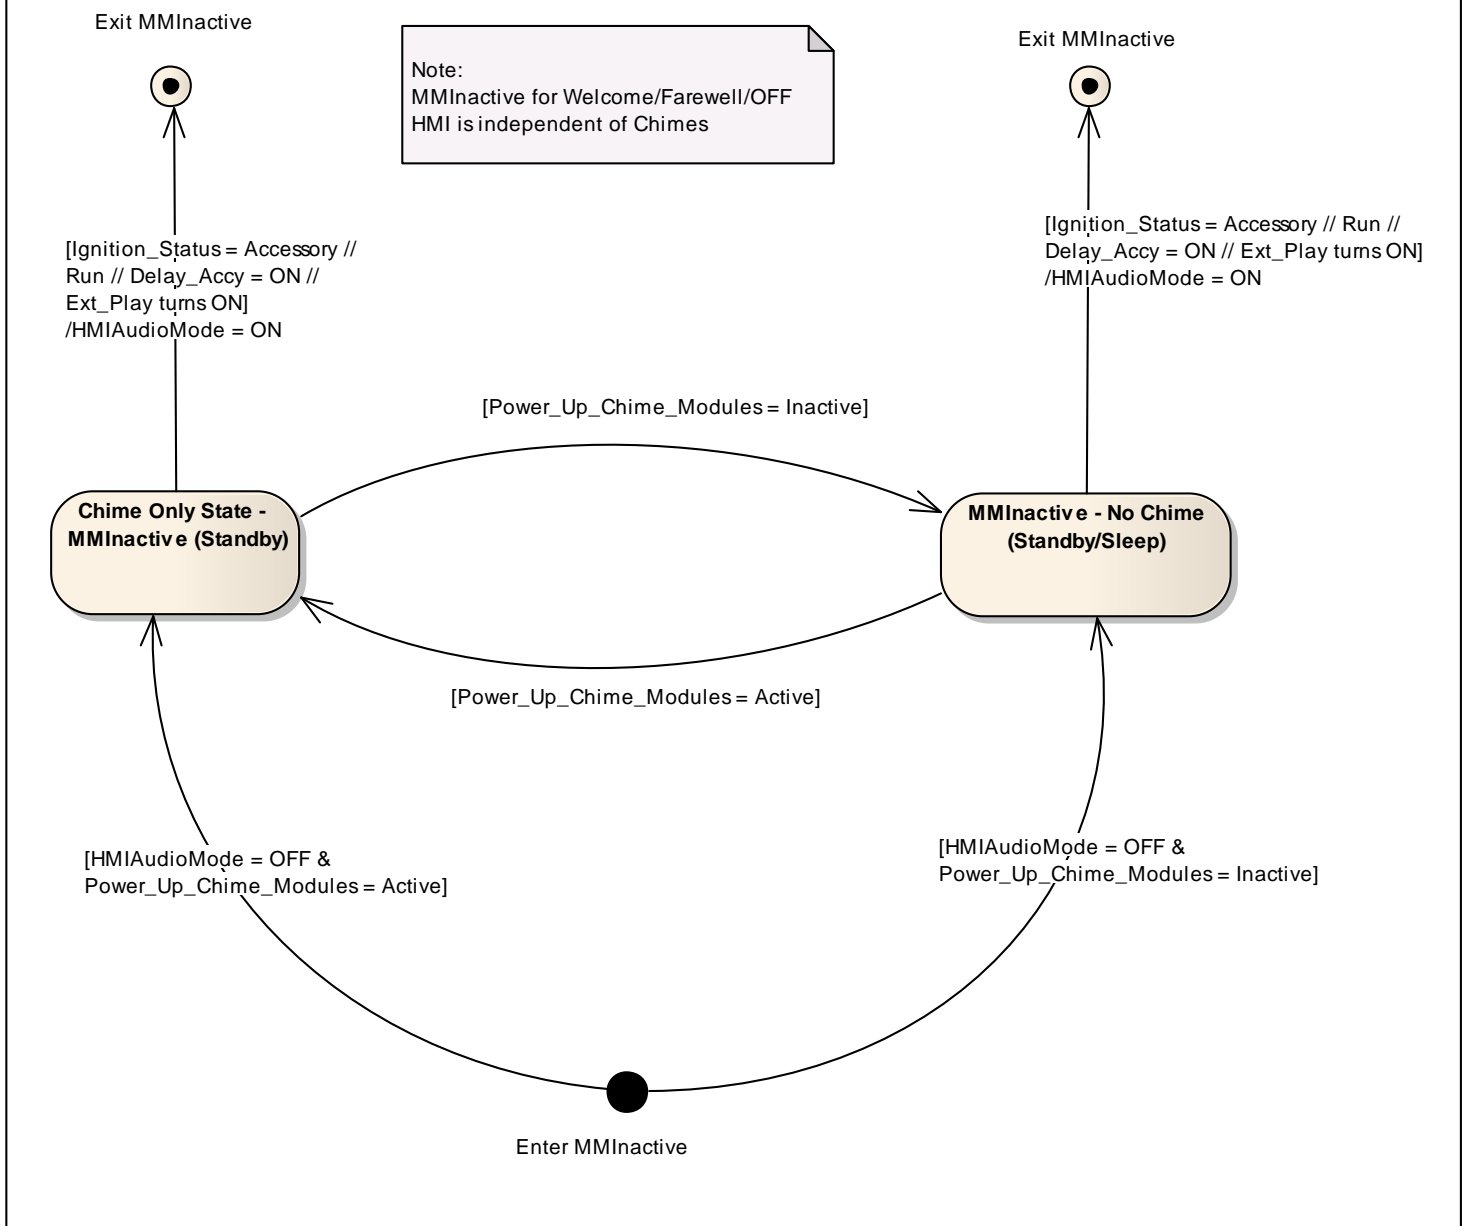 Exit MMInactive
Exit MMInactive
Note:
MMInactive for Welcome/Farewell/OFF
HMI is independent of Chimes
[Ignition_Status = Accessory //
Run // Delay_Accy = ON //
Ext_Play turns ON]
/HMIAudioMode = ON
[Ignition_Status = Accessory // Run //
Delay_Accy = ON // Ext_Play turns ON]
/HMIAudioMode = ON
[Power_Up_Chime_Modules = Inactive]
Chime Only State -
MMInactive (Standby)
MMInactive - No Chime
(Standby/Sleep)
[Power_Up_Chime_Modules = Active]
[HMIAudioMode = OFF &
Power_Up_Chime_Modules = Active]
[HMIAudioMode = OFF &
Power_Up_Chime_Modules = Inactive]
Enter MMInactive